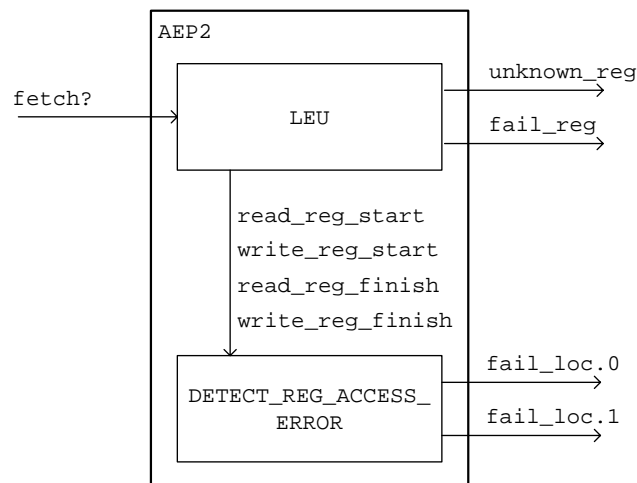 AEP2
unknown_reg
fetch?
LEU
fail_reg
read_reg_start
write_reg_start
read_reg_finish
write_reg_finish
fail_loc.0
DETECT_REG_ACCESS_
ERROR
fail_loc.1